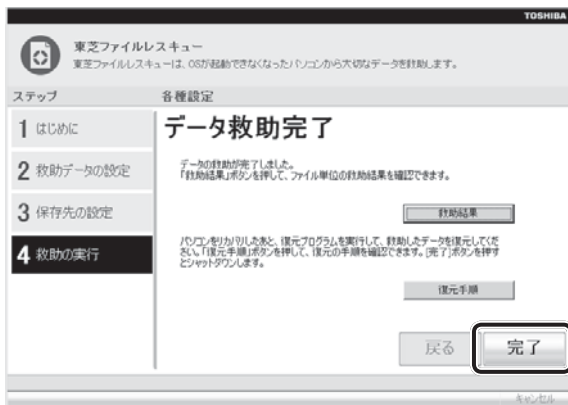 TOSHIBA
東芝ファイルレスキュー
東芝ファイルレスキューは、OSが起動できなくなったパソコンから大切なデータを救助します。
ステップ
各種設定
1 はじめに
2 救助データの設定
3 保存先の設定
4 救助の実行
データ救助完了
データの救助が完了しました。
「救助結果」ボタンを押して、ファイル単位の救助結果を確認できます。
救助結果
パソコンをリカバリしたあと、復元プログラムを実行して、救助したデータを復元してくだ
さい。「復元手順」ボタンを押して、復元の手順を確認できます。[完了]ボタンを押す
とシャットダウンします。
復元手順
戻る
完了
キャンセル